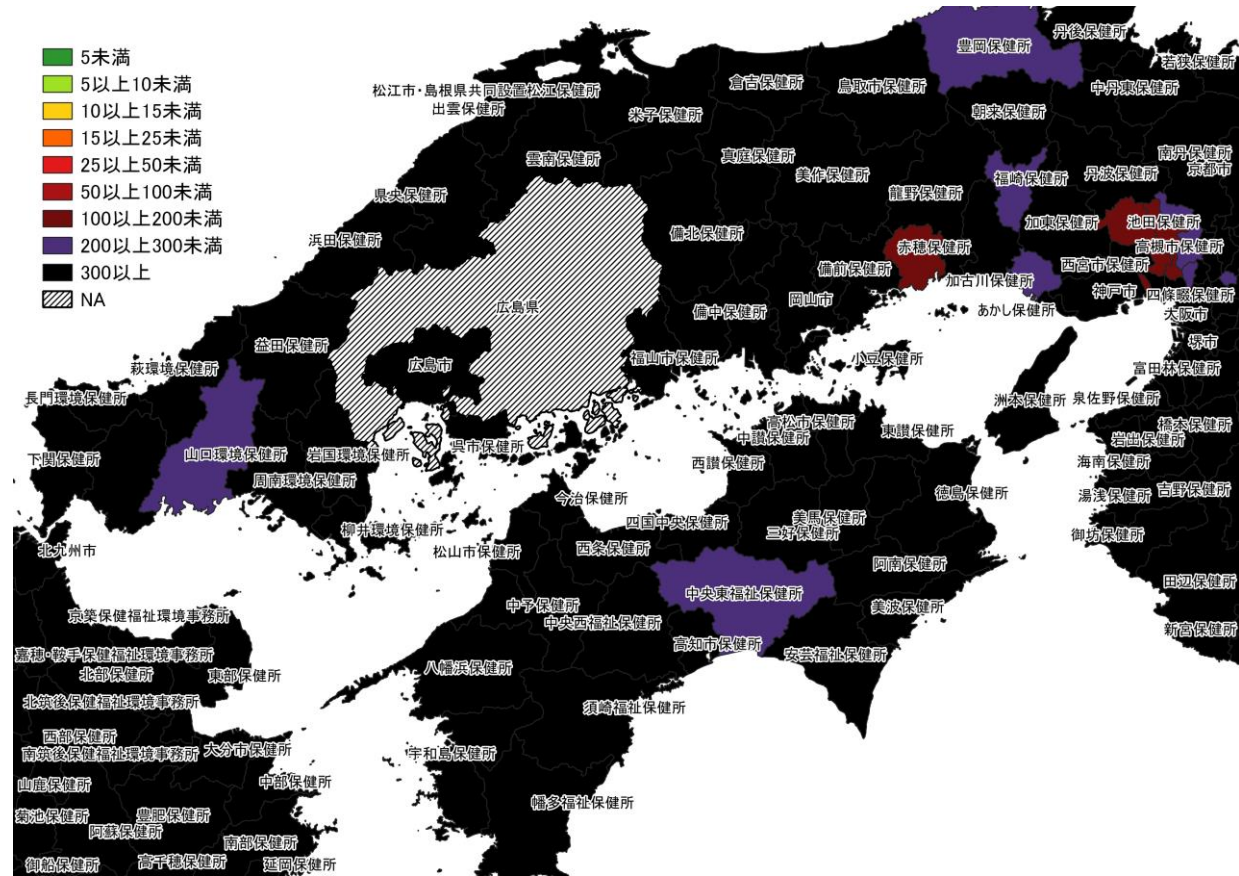 5未満
5以上10未満
10以上15未満
15以上25未満
25以上50未満
50以上100未満
100以上200未満
200以上300未満
300以上
NA
丹後保健所
豊岡保健所
若狭保健所
松江市・島根県共同設置松江保健所
倉吉保健所
鳥取市保健所
中丹東保健所
出雲保健所
米子保健所
朝来保健所
雲南保健所
真庭保健所
美作保健所
南丹保健所
京都市
福崎保健所
丹波保健所
県央保健所
龍野保健所
浜田保健所
備北保健所
加東保健所
池田保健所
赤穂保健所
高槻市保健所
備前保健所
西宮市保健所
加古川保健所
神戸市
四條畷保健所
広島県
岡山市
備中保健所
あかし保健所
大阪市
益田保健所
堺市
萩環境保健所
広島市
福山市保健所
小豆保健所
富田林保健所
長門環境保健所
洲本保健所
泉佐野保健所
高松市保健所
橋本保健所
中讃保健所
東讃保健所
岩出保健所
呉市保健所
下関保健所
山口環境保健所
岩国環境保健所
西讃保健所
海南保健所
周南環境保健所
吉野保健所
今治保健所
徳島保健所
湯浅保健所
四国中央保健所
美馬保健所
柳井環境保健所
三好保健所
御坊保健所
北九州市
松山市保健所
西条保健所
阿南保健所
田辺保健所
中央東福祉保健所
中予保健所
美波保健所
京築保健福祉環境事務所
中央西福祉保健所
新宮保健所
高知市保健所
安芸福祉保健所
嘉穂・鞍手保健福祉環境事務所
北部保健所
東部保健所
八幡浜保健所
北筑後保健福祉環境事務所
須崎福祉保健所
西部保健所
南筑後保健福祉環境事務所
大分市保健所
宇和島保健所
山鹿保健所
中部保健所
幡多福祉保健所
菊池保健所
豊肥保健所
阿蘇保健所
南部保健所
御船保健所
高千穂保健所
延岡保健所